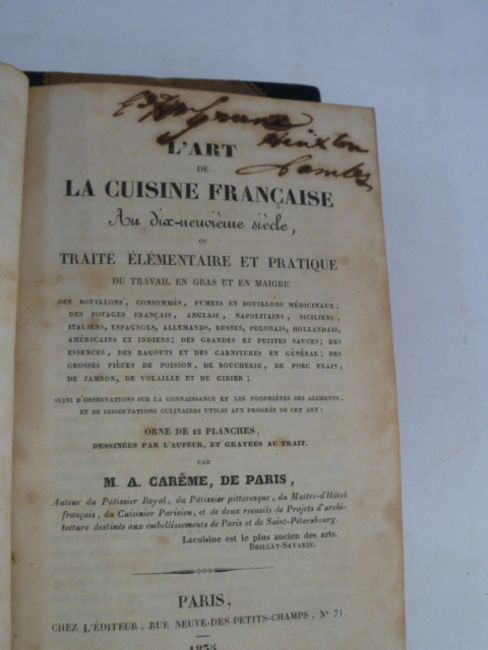 Hinxton
Cambs
L'ART
DE
LA CUISINE FRANÇAISE
Au dix-neuvième siècle,
OU
TRAITÉ ÉLÉMENTAIRE ET PRATIQUE
DU TRAVAIL EN GRAS ET EN MAIGRE
DES BOUILLONS, CONSOMMÉS, FUMETS ET BOUILLONS MÉDICINAUX;
DES POTAGES FRANÇAIS, ANGLAIS, NAPOLITAINS, SICILIENS,
ITALIENS, ESPAGNOLS, ALLEMANDS, RUSSES, POLONAIS, HOLLANDAIS,
AMÉRICAINS ET INDIENS; DES GRANDES ET PETITES SAUCES; DES
ESSENCES, DES RAGOUTS ET DES GARNITURES EN GÉNÉRAL; DES
GROSSES PIÈCES DE POISSON, DE BOUCHERIE, DE PORC FRAIS,
DE JAMBON, DE VOLAILLE ET DE GIBIER;
SUIVI D'OBSERVATIONS SUR LA CONNAISSANCE ET LES PROPRIÉTÉS DES ALIMENTS,
ET DE DISSERTATIONS CULINAIRES UTILES AUX PROGRÈS DE CET ART:
ORNE DE 12 PLANCHES,
DESSINÉES PAR L'AUTEUR, ET GRAVÉES AU TRAIT.
PAR
M. A. CARÊME, DE PARIS,
Auteur du Pâtissier Royal, du Pâtissier pittoresque, du Maître-d'Hôtel
français, du Cuisinier Parisien, et de deux recueils de Projets d'archi-
tecture destinés aux embellissements de Paris et de Saint-Pétersbourg.
Lacuisine est le plus ancien des arts.
BRILLAT-SAVARIN.
PARIS,
CHEZ L'ÉDITEUR, RUE NEUVE-DES-PETITS-CHAMPS, N° 71.